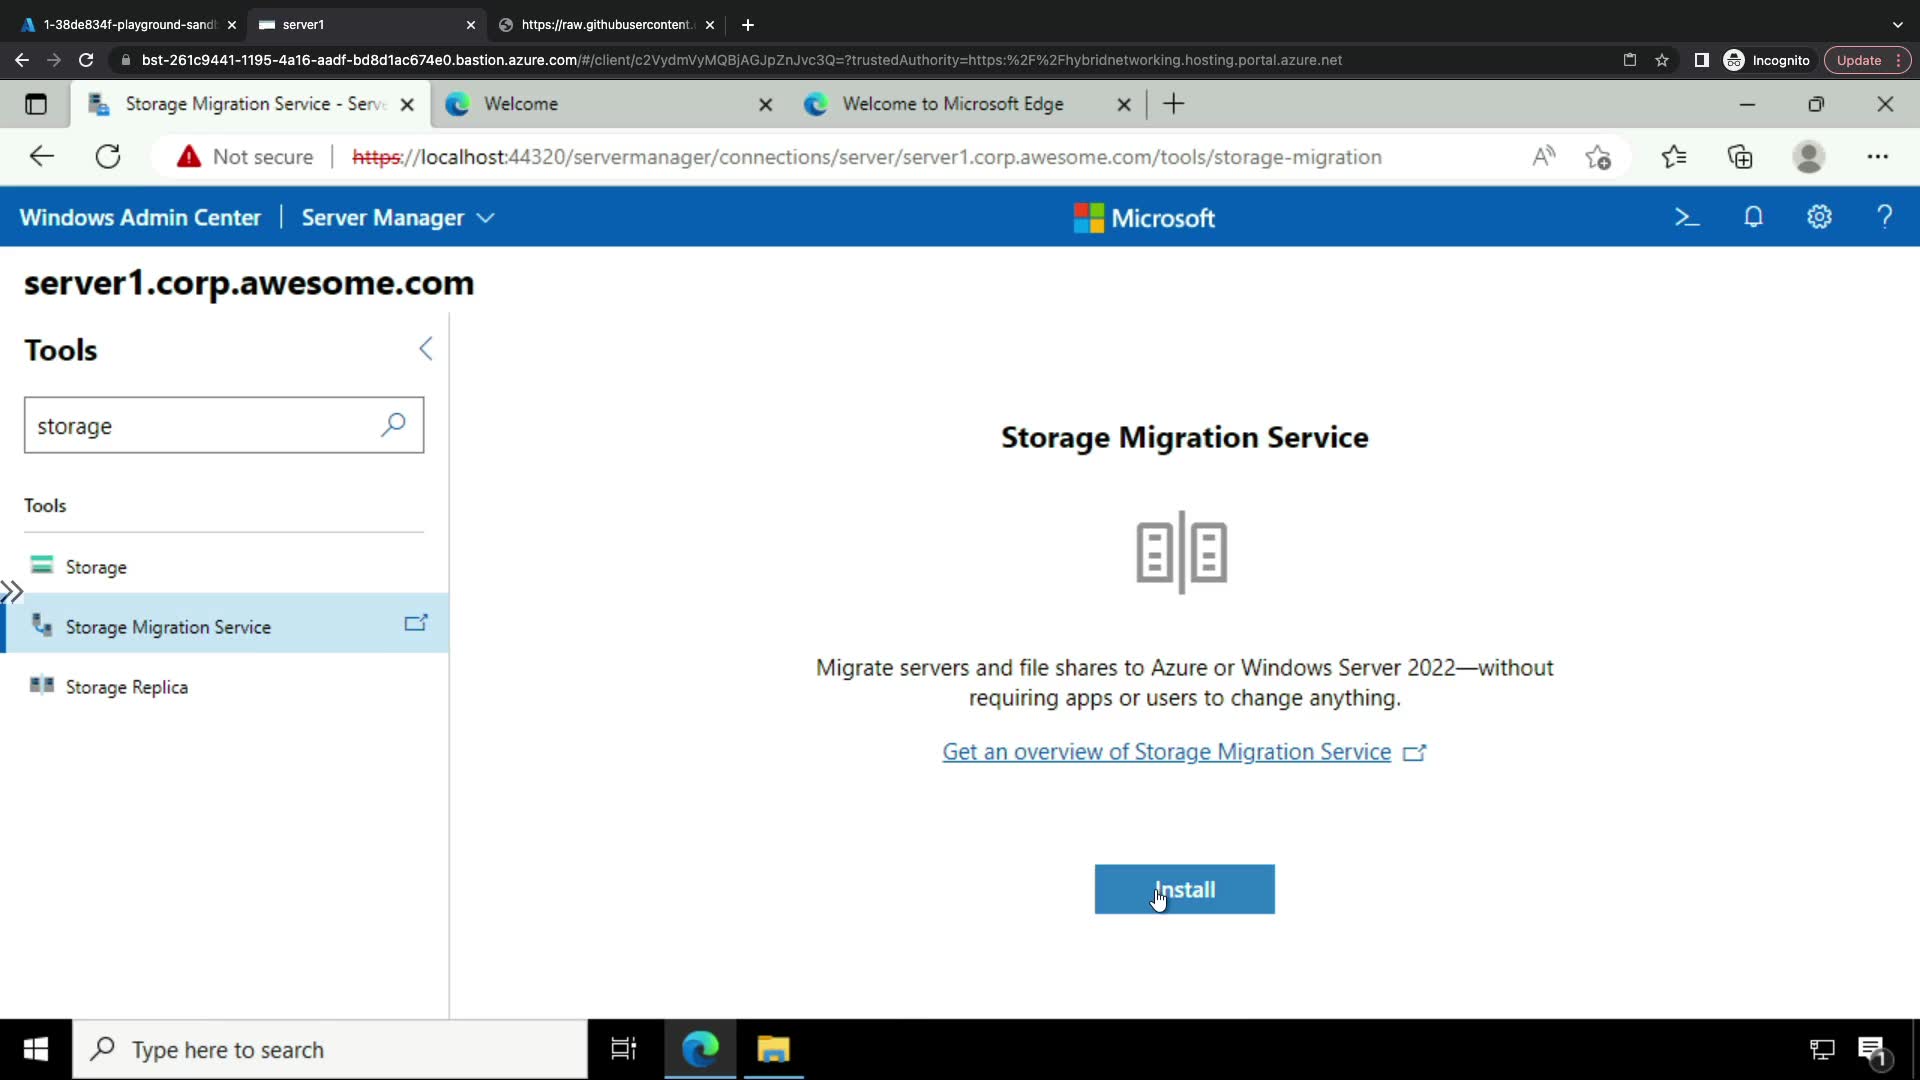 1-38de834f-playground-sandb
server1
https://raw.githubusercontent.
bst-261c9441-1195-4a16-aadf-bd8d1ac674e0.bastion.azure.com/#/client/c2VydmVyMQBjAGJpZnJvc3Q=?trustedAuthority=https:%2F%2Fhybridnetworking.hosting.portal.azure.net
Incognito
Update
Storage Migration Service - Serve
Welcome
Welcome to Microsoft Edge
Not secure
https://localhost:44320/servermanager/connections/server/server1.corp.awesome.com/tools/storage-migration
Windows Admin Center
Server Manager
Microsoft
server1.corp.awesome.com
Tools
storage
Tools
Storage
Storage Migration Service
Storage Replica
Storage Migration Service
Migrate servers and file shares to Azure or Windows Server 2022—without
requiring apps or users to change anything.
Get an overview of Storage Migration Service
Install
Type here to search
1